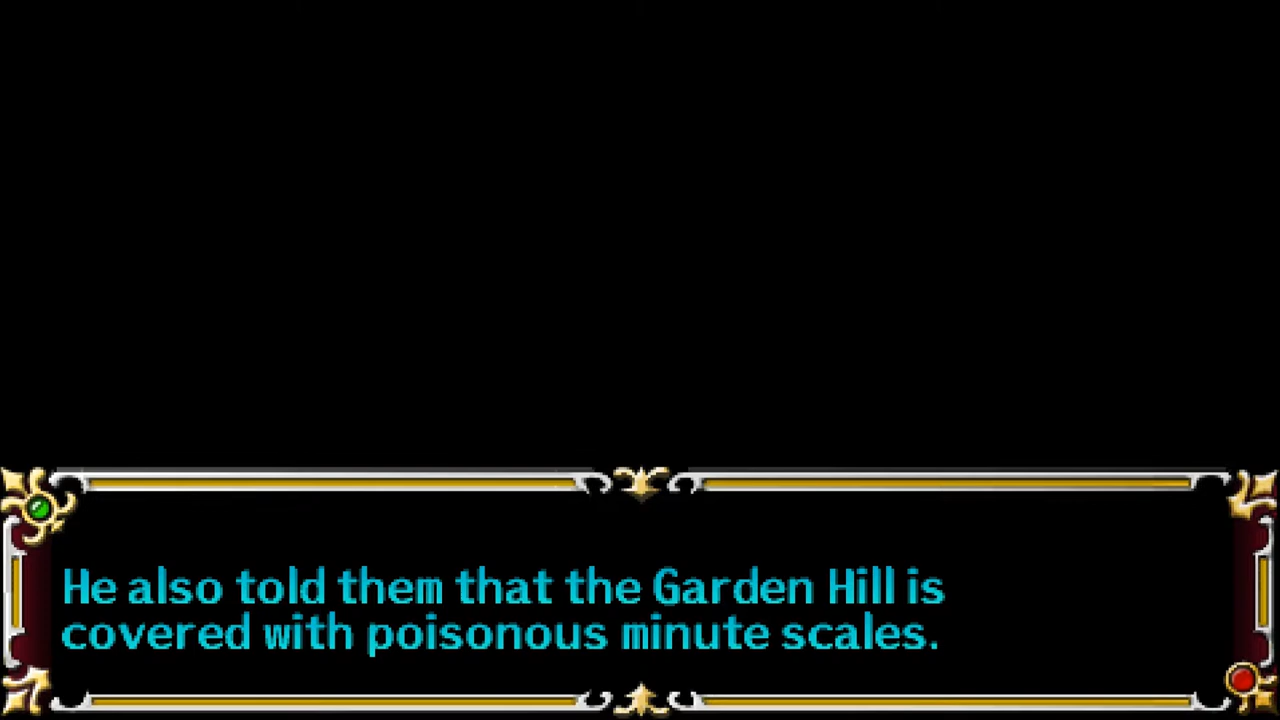 He also told them that the Garden Hill is
covered with poisonous minute scales.